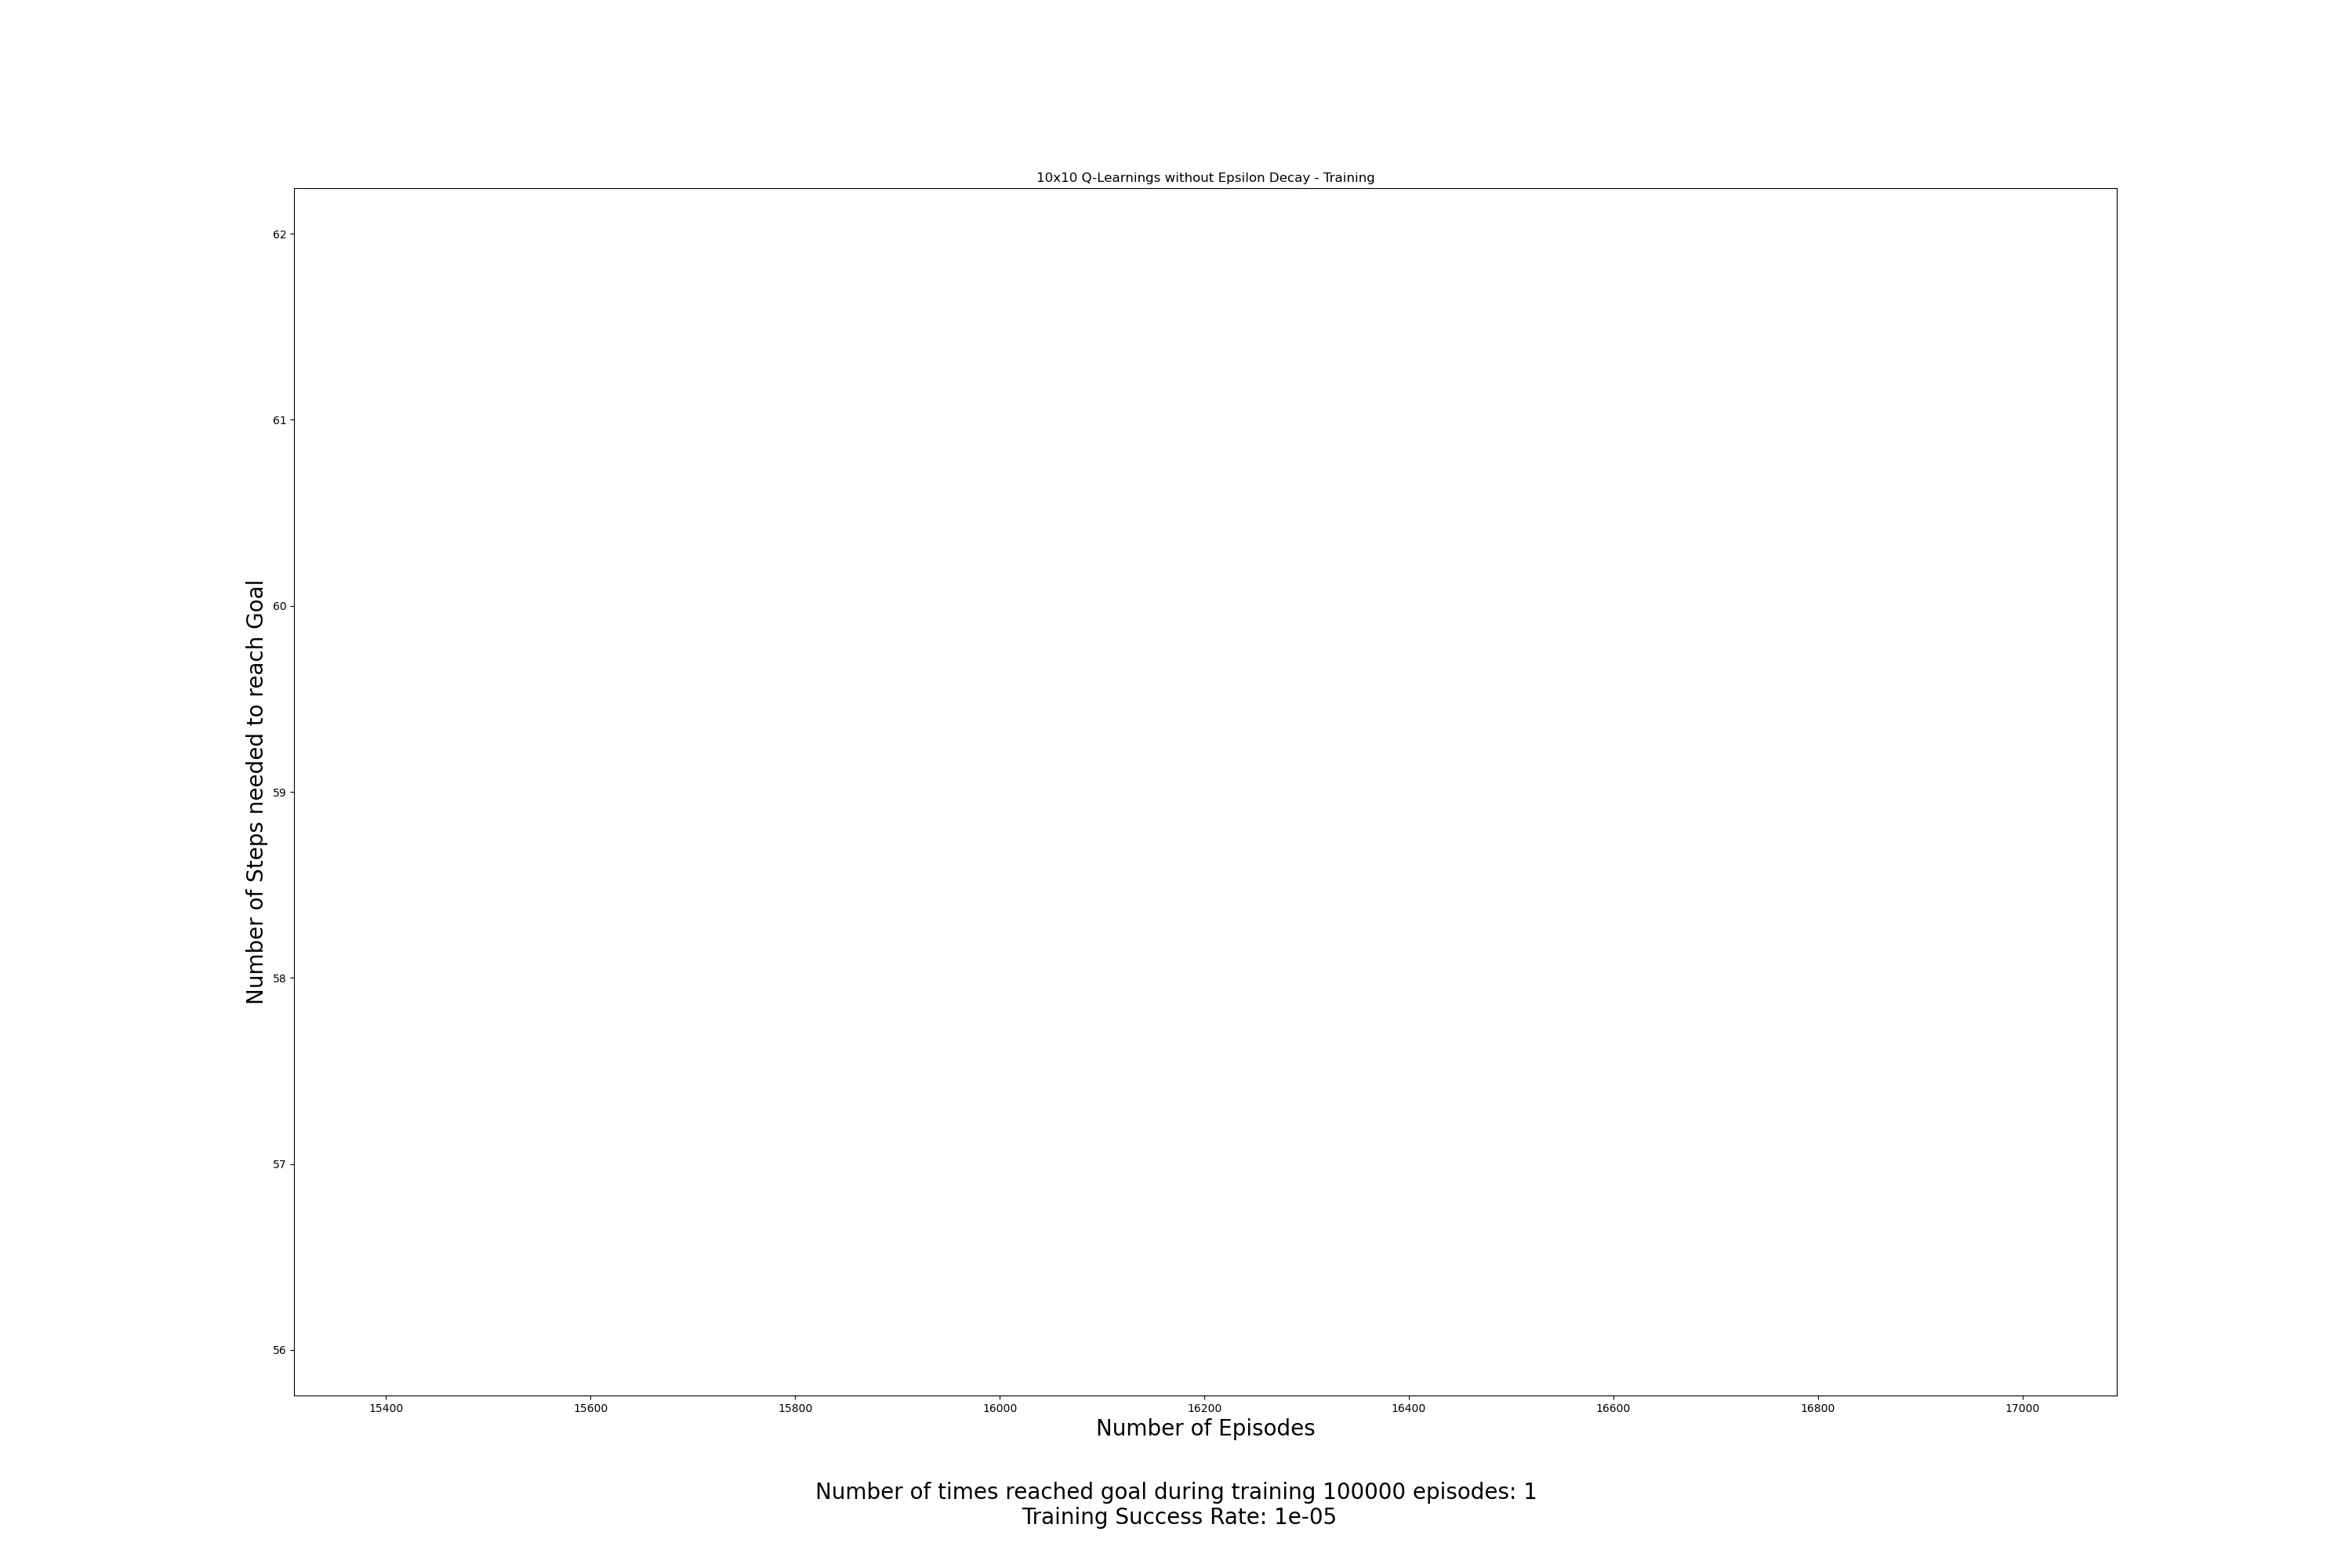 10x10 Q-Learnings without Epsilon Decay - Training
62
61
60
59
58
57
56
Number of Steps needed to reach Goal
15400 15600 15800 16000 16200 16400 16600 16800 17000
Number of Episodes
Number of times reached goal during training 100000 episodes: 1
Training Success Rate: 1e-05